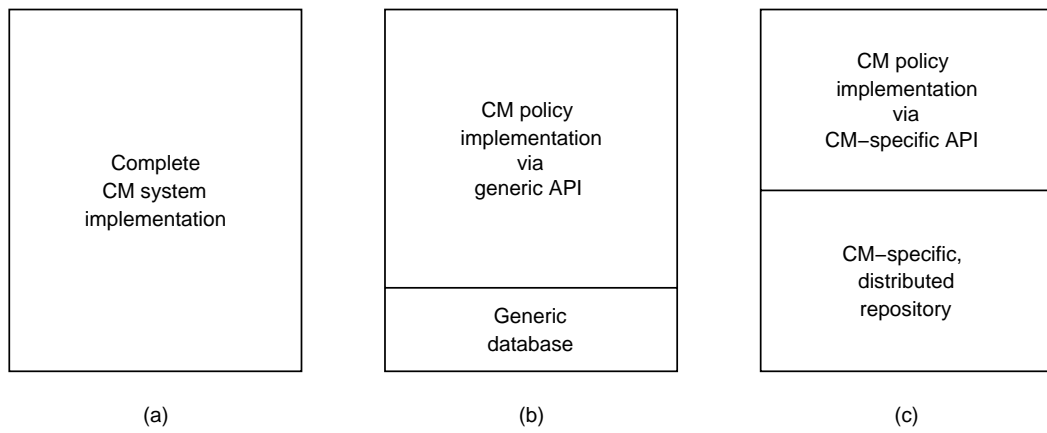 Complete
CM system
implementation
CM policy
implementation
via
generic API
Generic
database
CM policy
implementation
via
CM−specific API
CM−specific,
distributed
repository
(a)
(b)
(c)